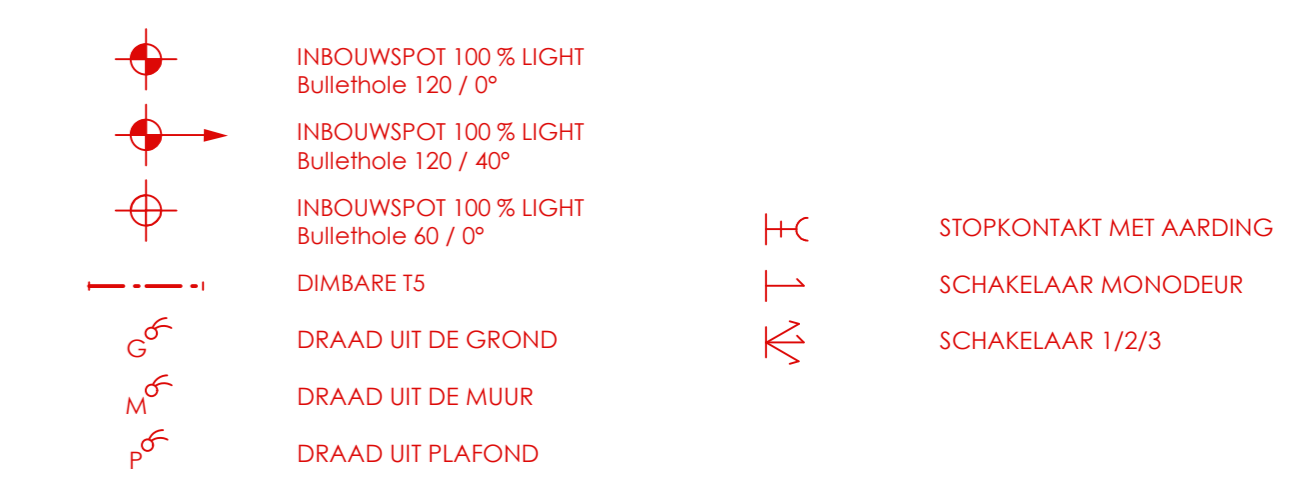 INBOUWSPOT 100 % LIGHT
Bullethole 120 / 0°
INBOUWSPOT 100 % LIGHT
Bullethole 120 / 40°
INBOUWSPOT 100 % LIGHT
Bullethole 60 / 0°
DIMBARE T5
G DRAAD UIT DE GROND
M DRAAD UIT DE MUUR
P DRAAD UIT PLAFOND
STOPKONTAKT MET AARDING
SCHAKELAAR MONODEUR
SCHAKELAAR 1/2/3